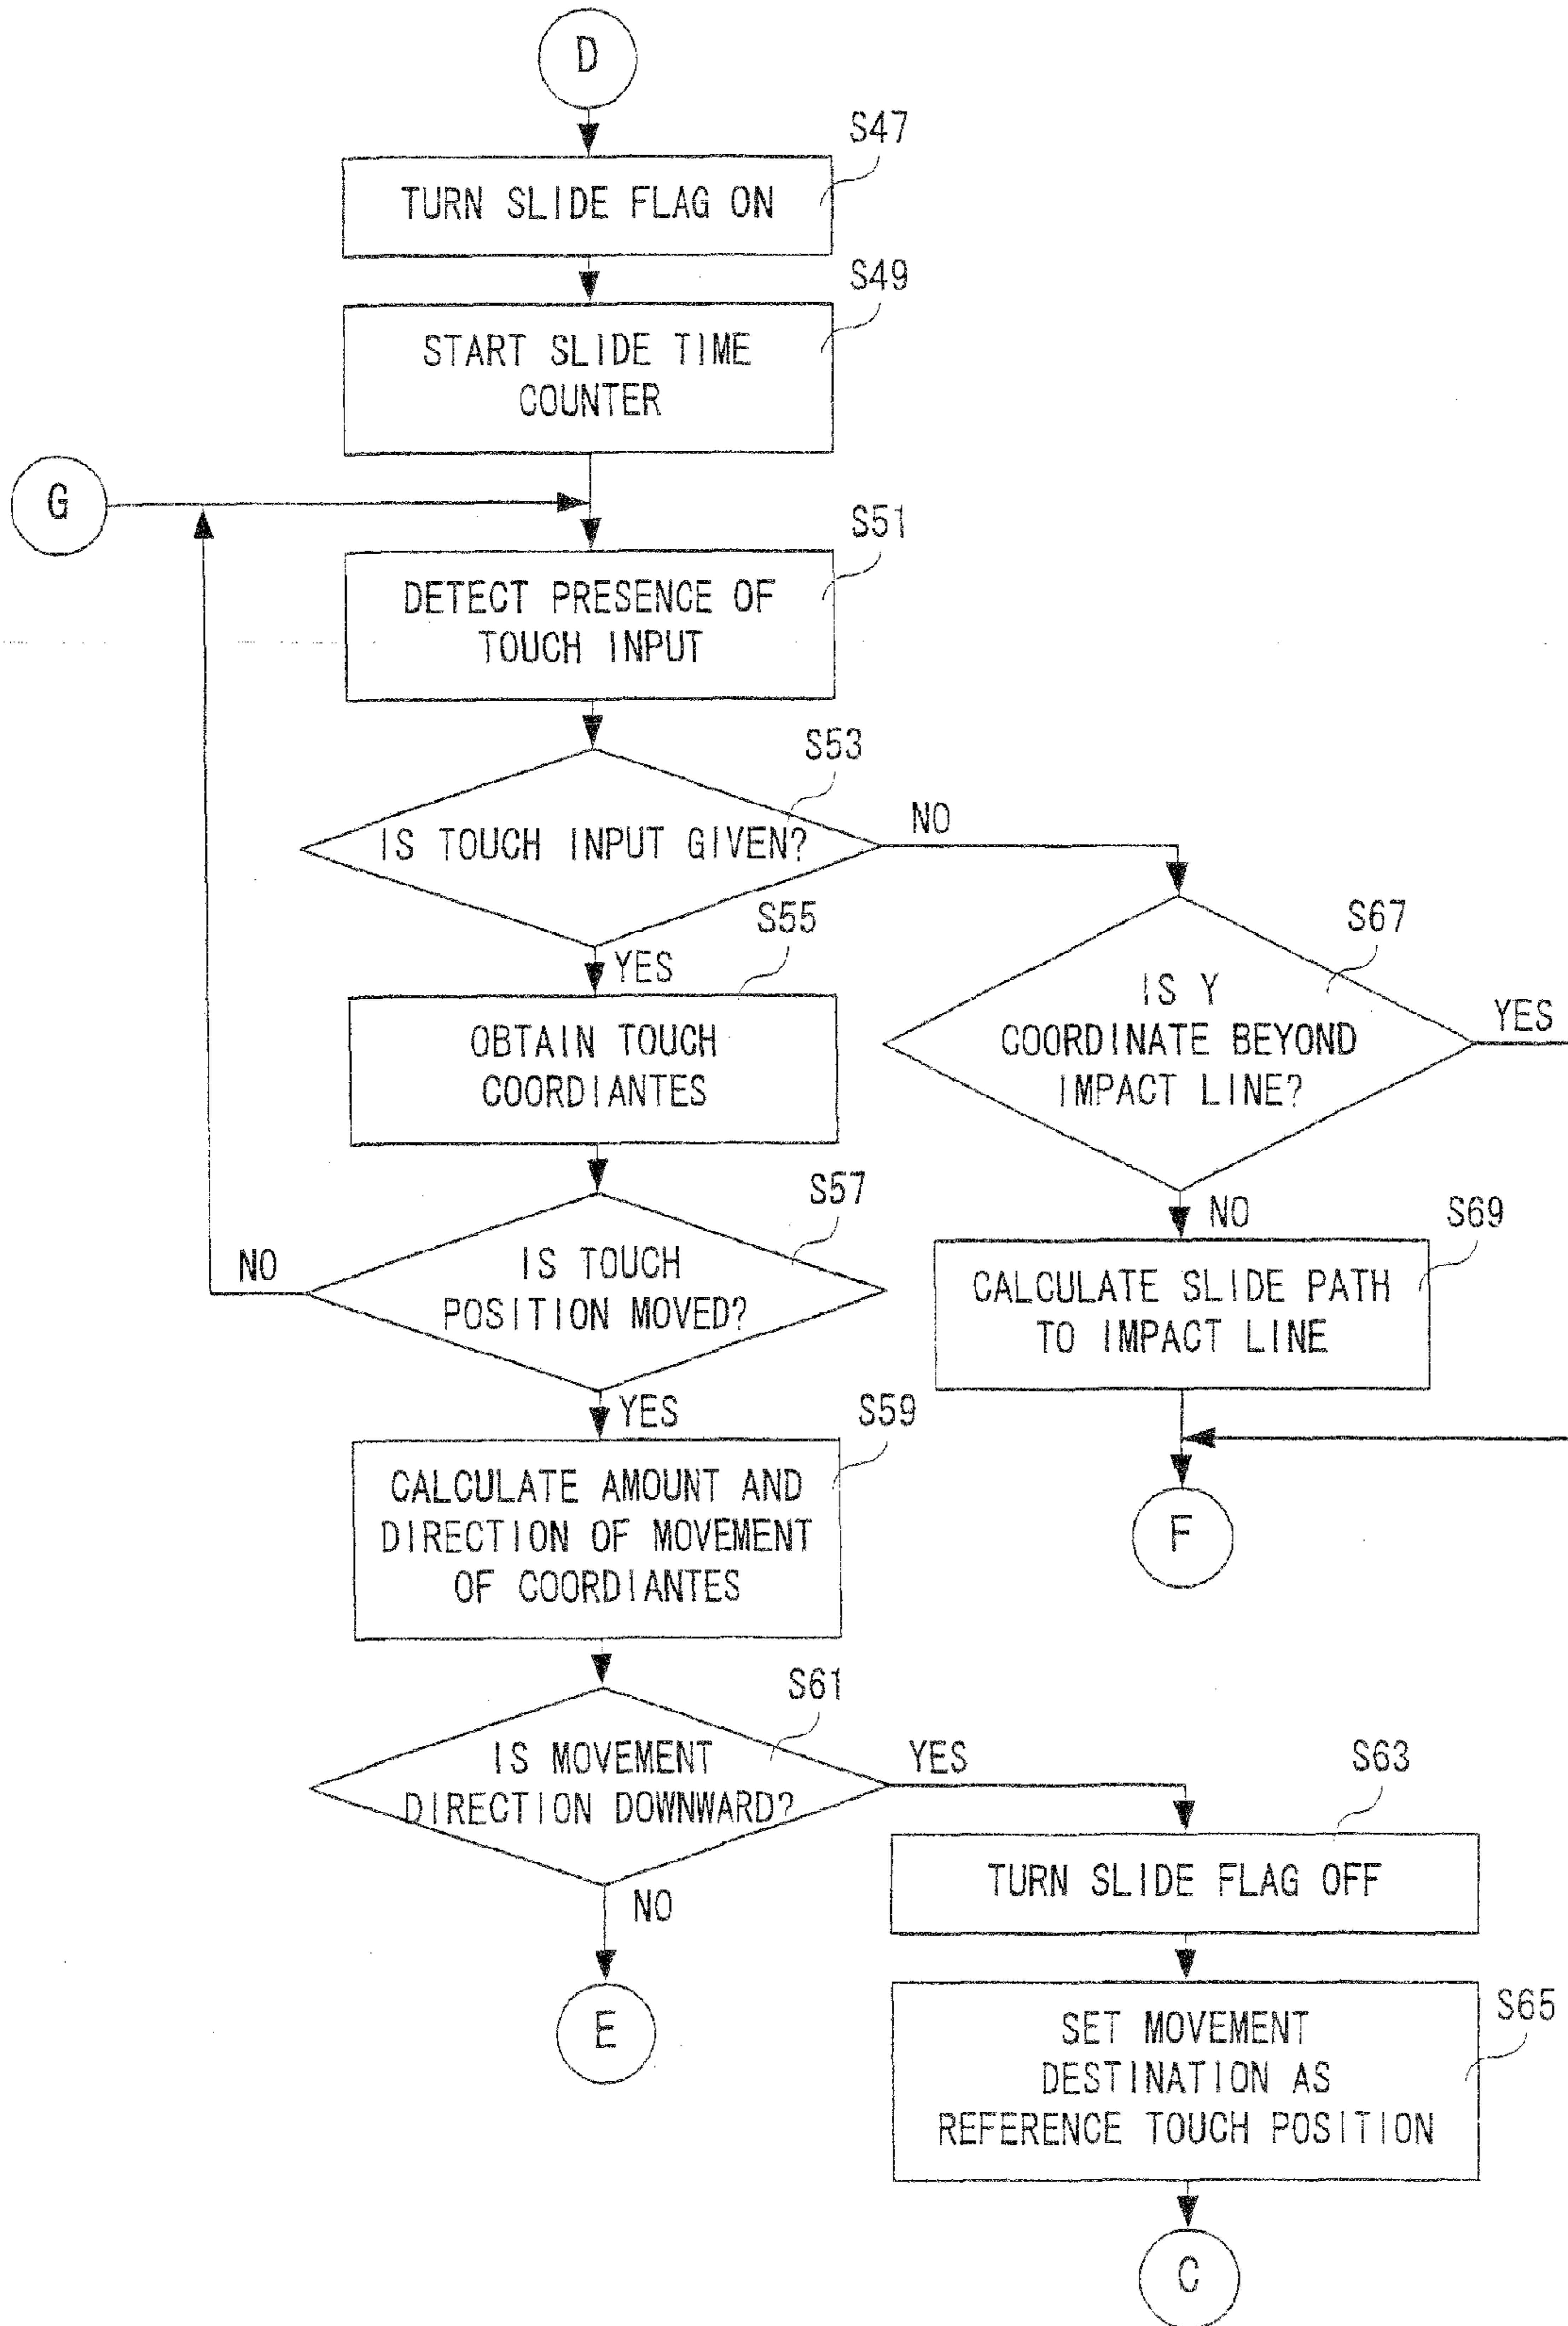 D
S47
TURN SLIDE FLAG ON
S49
START SLIDE TIME
COUNTER
G
S51
DETECT PRESENCE OF
TOUCH INPUT
S53
IS TOUCH INPUT GIVEN?
NO
YES
S55
OBTAIN TOUCH
COORDIANTES
S67
IS Y
COORDINATE BEYOND
IMPACT LINE?
YES
NO
S57
IS TOUCH
POSITION MOVED?
NO
YES
S69
CALCULATE SLIDE PATH
TO IMPACT LINE
F
S59
CALCULATE AMOUNT AND
DIRECTION OF MOVEMENT
OF COORDIANTES
S61
IS MOVEMENT
DIRECTION DOWNWARD?
YES
NO
E
S63
TURN SLIDE FLAG OFF
S65
SET MOVEMENT
DESTINATION AS
REFERENCE TOUCH POSITION
C